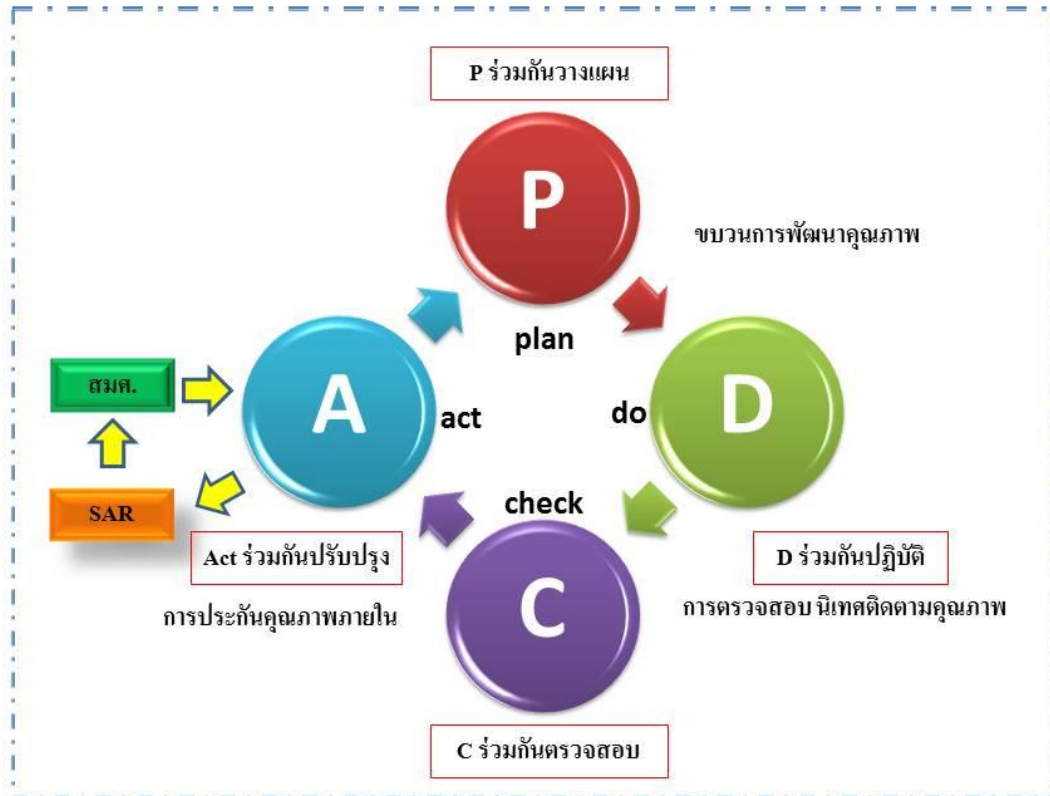 P ร่วมกันวางแผน
P
ขบวนการพัฒนาคุณภาพ
plan
สมศ.
A
act
do
D
SAR
check
Act ร่วมกันปรับปรุง
D ร่วมกันปฏิบัติ
การประกันคุณภาพภายใน
C
การตรวจสอบ นิเทศติดตามคุณภาพ
C ร่วมกันตรวจสอบ